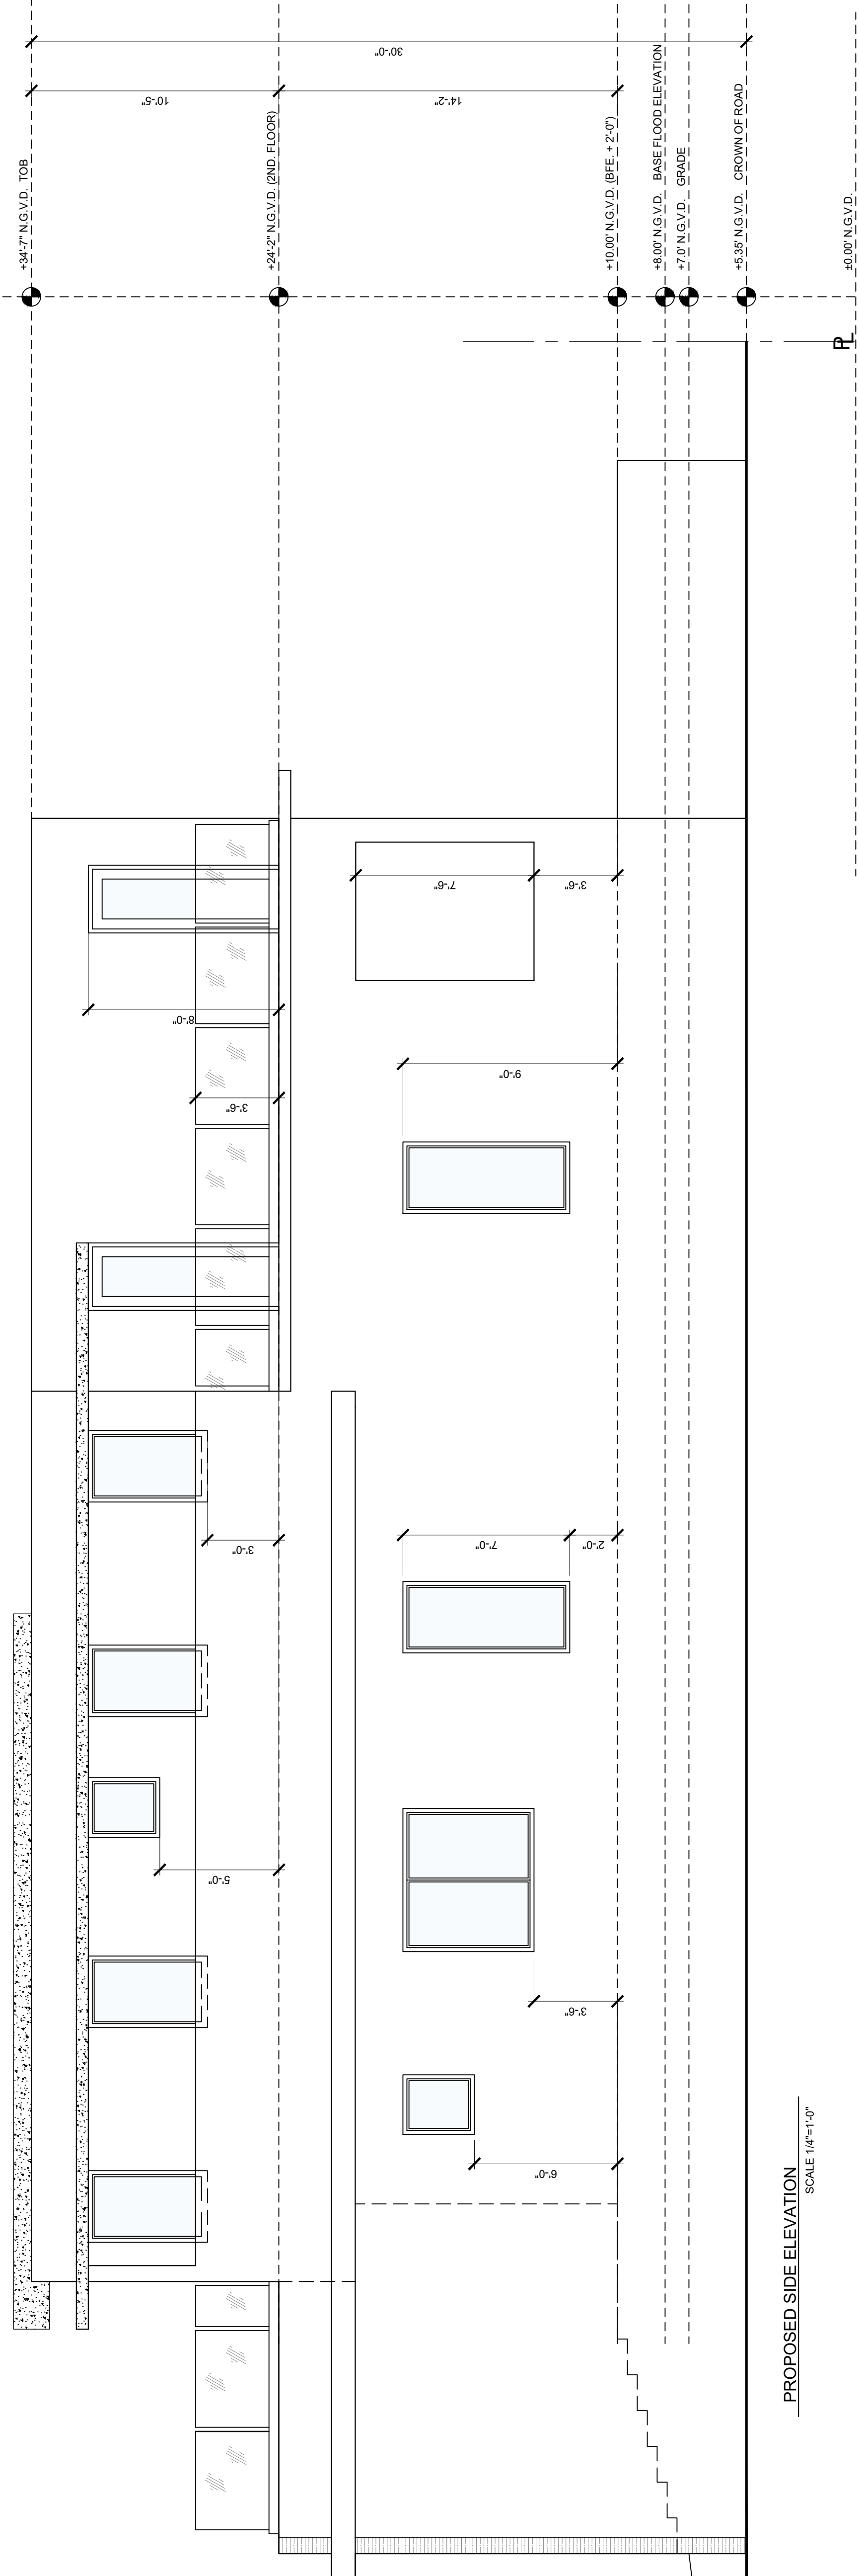 30'-0"
10'-5"
14'-2"
+34'-7" N.G.V.D. TOB
+24'-2" N.G.V.D. (2ND. FLOOR)
+10.00' N.G.V.D. (BFE. + 2'-0")
+8.00' N.G.V.D. BASE FLOOD ELEVATION
+7.0' N.G.V.D. GRADE
+5.35' N.G.V.D. CROWN OF ROAD
±0.00' N.G.V.D.
PL
7'-6"
3'-6"
8'-0"
9'-0"
3'-6"
3'-0"
7'-0"
2'-0"
5'-0"
3'-6"
6'-0"
PROPOSED SIDE ELEVATION
SCALE 1/4"=1'-0"